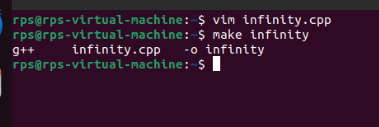 rps@rps-virtual-machine:~$ vim infinity.cpp
rps@rps-virtual-machine:~$ make infinity
g++     infinity.cpp   -o infinity
rps@rps-virtual-machine:~$